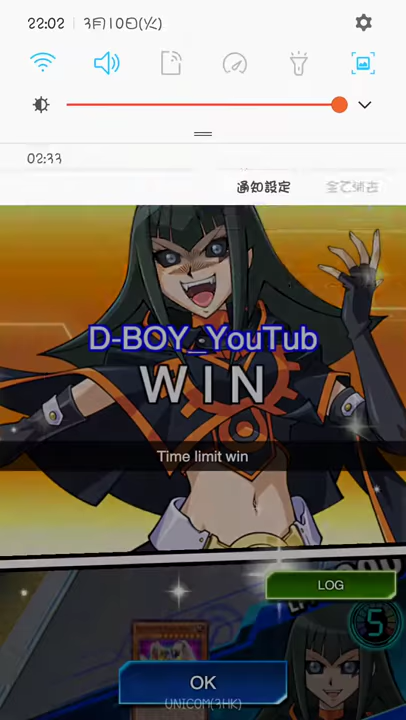 22:02 3月10日(火)
02:33
通知設定 全て消去
D-BOY_YouTub
WIN
Time limit win
LOG
5
OK
UNICOM(3HK)